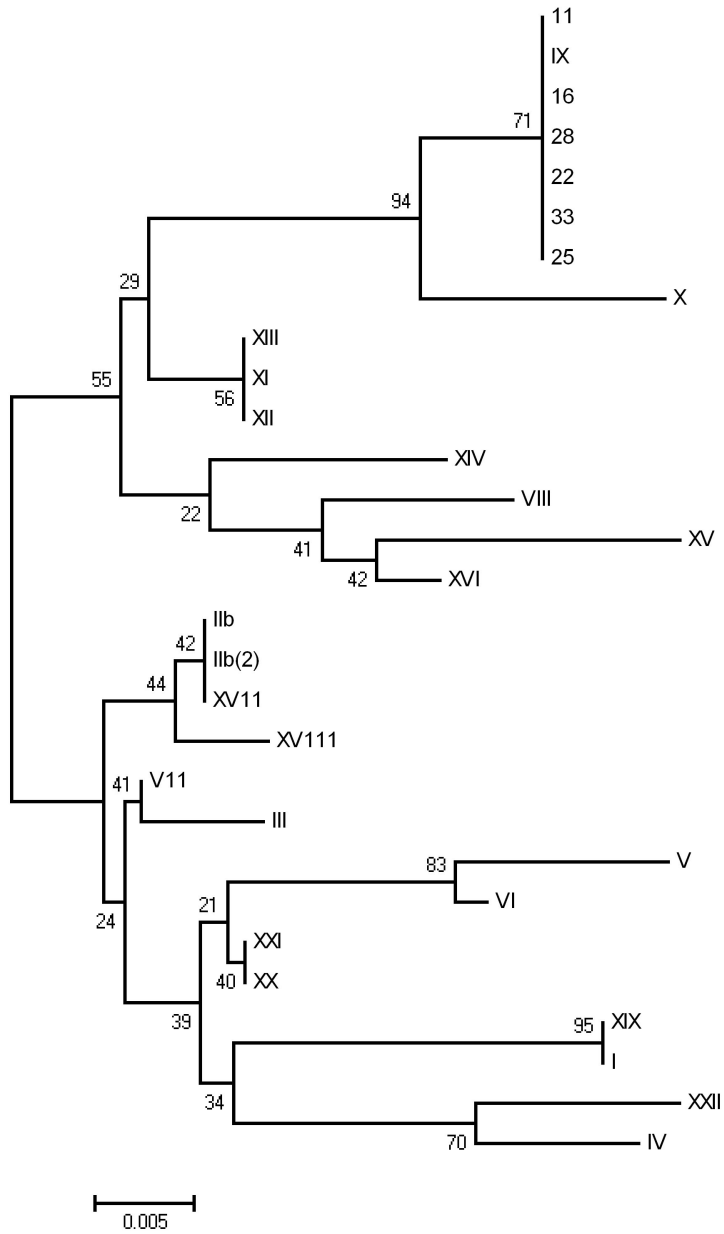 11
IX
16
71
28
22
94
33
25
29
X
XIII
55
XI
56
XII
XIV
VIII
22
XV
41
42
XVI
IIb
42
IIb(2)
44
XV11
XV111
41
V11
III
83
V
VI
21
24
XXI
40
XX
39
95
XIX
I
34
XXII
70
IV
0.005